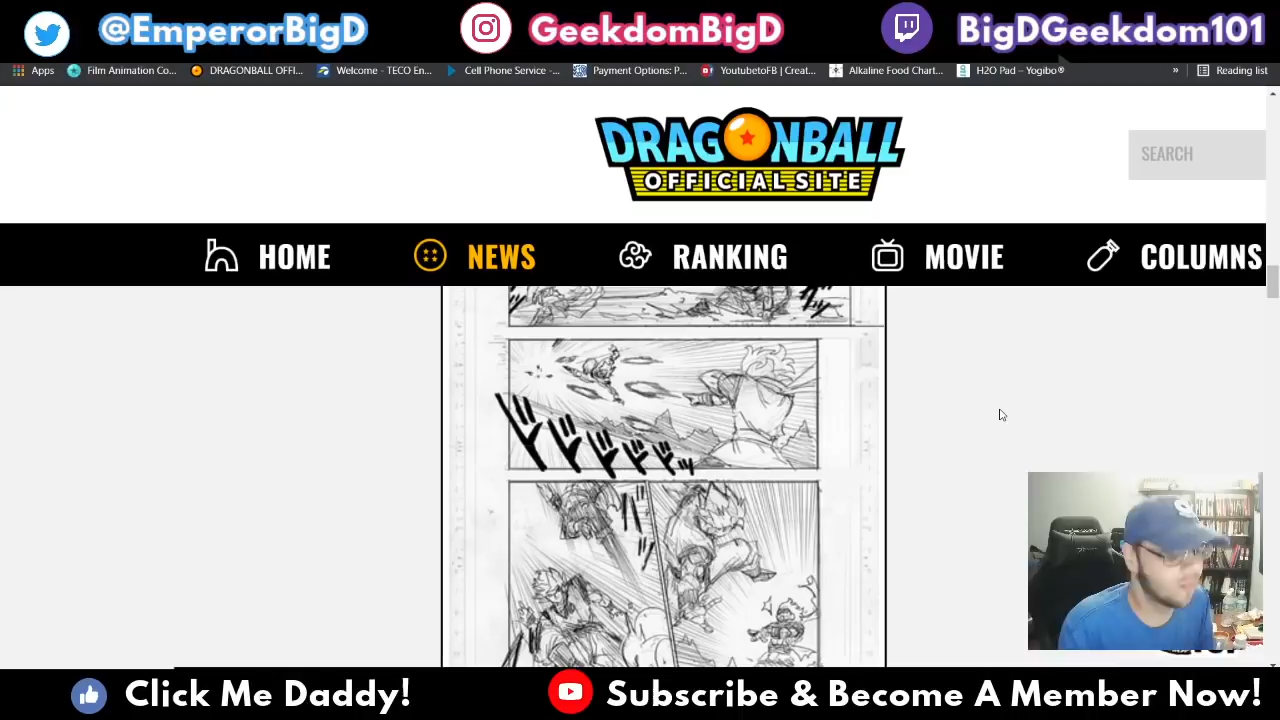 @EmperorBigD
GeekdomBigD
BigDGeekdom101
Apps
Film Animation Co...
DRAGONBALL OFFI...
Welcome - TECO En...
Cell Phone Service -...
Payment Options: P...
YoutubetoFB | Creat...
Alkaline Food Chart...
H2O Pad – Yogibo®
»
Reading list
DRAGONBALL
OFFICIAL SITE
SEARCH
HOME
NEWS
RANKING
MOVIE
COLUMNS
ドドドドドッ
Click Me Daddy!
Subscribe & Become A Member Now!